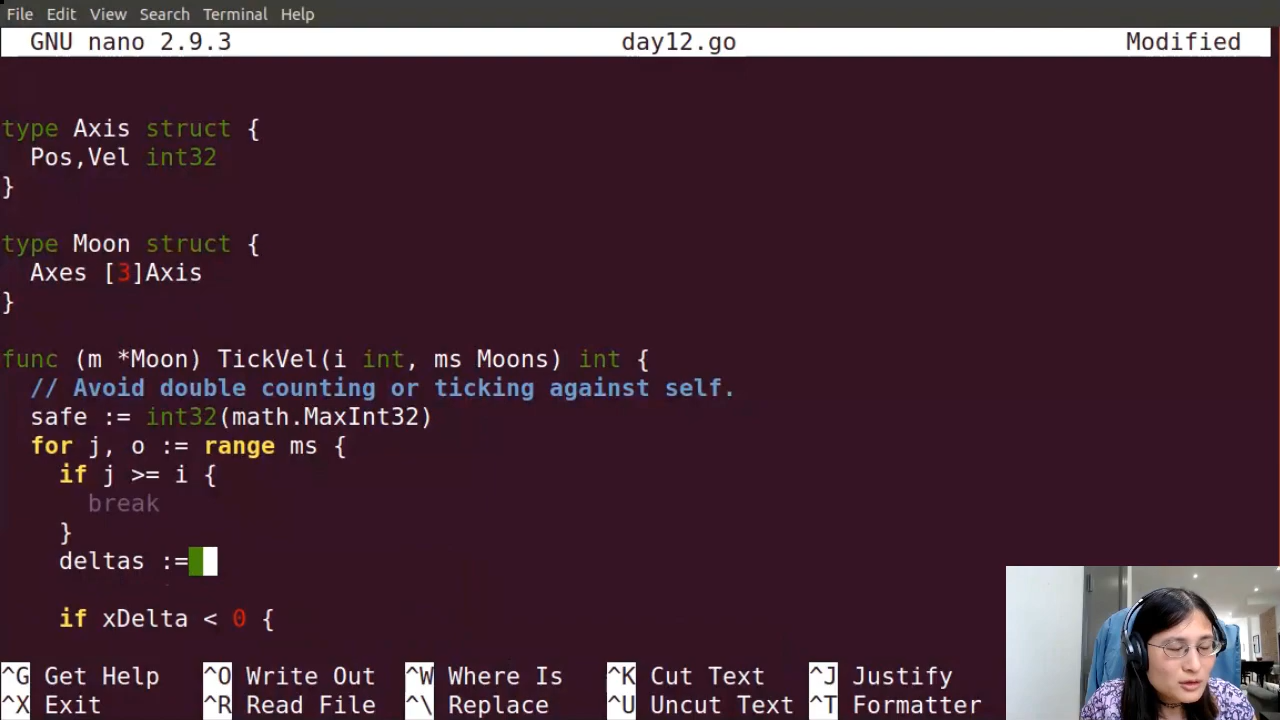 File Edit View Search Terminal Help
GNU nano 2.9.3 day12.go Modified
type Axis struct {
Pos,Vel int32
}
type Moon struct {
Axes [3]Axis
}
func (m *Moon) TickVel(i int, ms Moons) int {
// Avoid double counting or ticking against self.
safe := int32(math.MaxInt32)
for j, o := range ms {
if j >= i {
break
}
deltas :=
if xDelta < 0 {
^G Get Help ^O Write Out ^W Where Is ^K Cut Text ^J Justify
^X Exit ^R Read File ^\ Replace ^U Uncut Text ^T Formatter